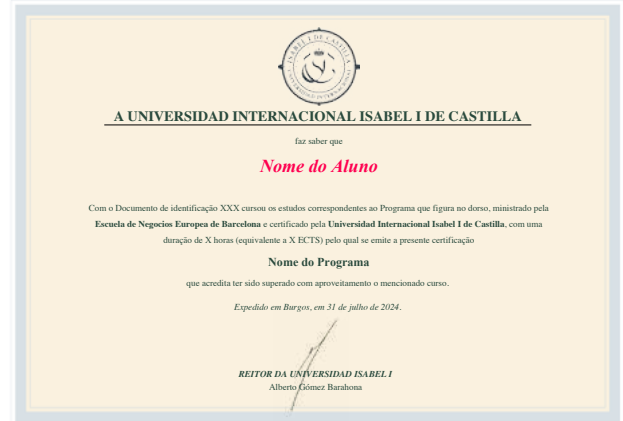 ISABEL I DE CASTILLA
UNIVERSIDAD INTERNACIONAL
A UNIVERSIDAD INTERNACIONAL ISABEL I DE CASTILLA
faz saber que
Nome do Aluno
Com o Documento de identificação XXX cursou os estudos correspondentes ao Programa que figura no dorso, ministrado pela
Escuela de Negocios Europea de Barcelona e certificado pela Universidad Internacional Isabel I de Castilla, com uma
duração de X horas (equivalente a X ECTS) pelo qual se emite a presente certificação
Nome do Programa
que acredita ter sido superado com aproveitamento o mencionado curso.
Expedido em Burgos, em 31 de julho de 2024.
REITOR DA UNIVERSIDAD ISABEL I
Alberto Gómez Barahona